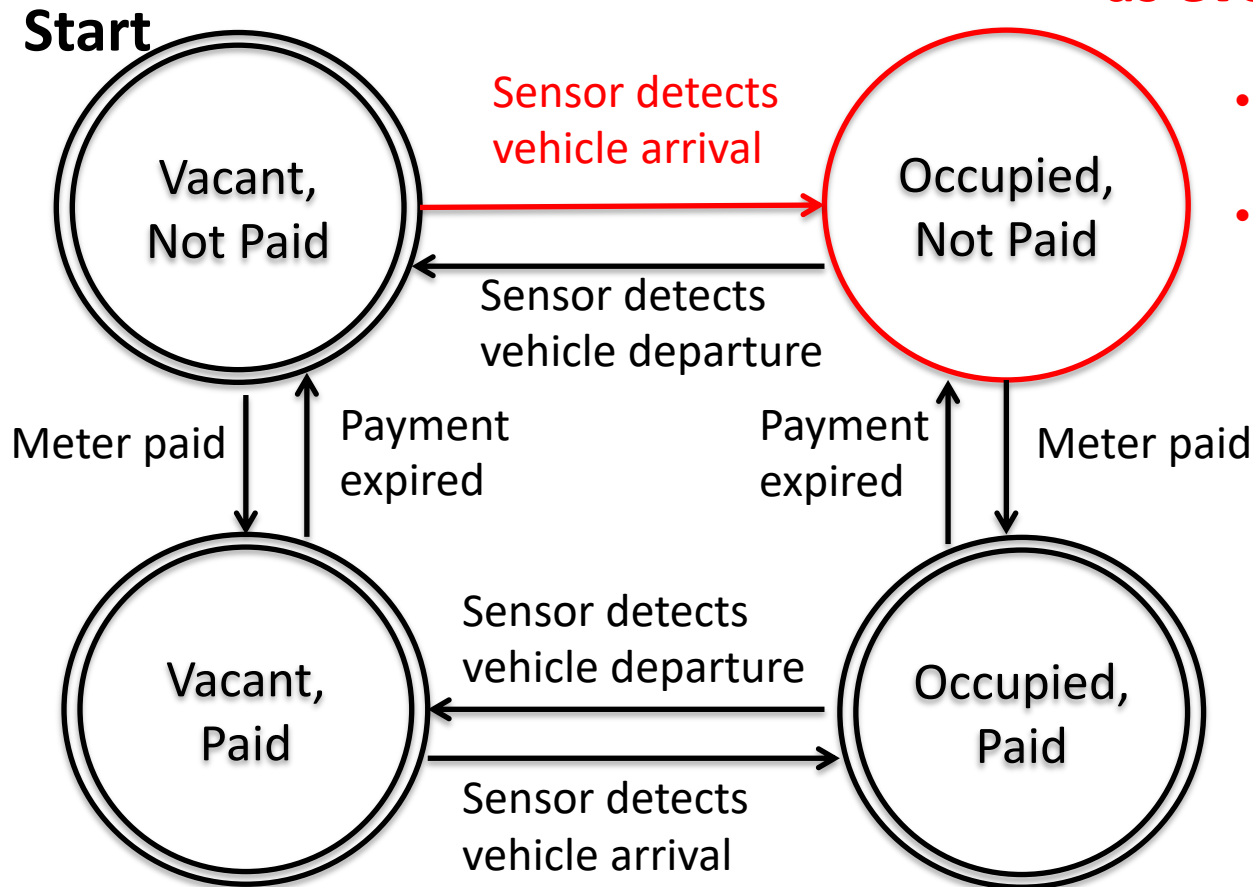 Start
Sensor detects
vehicle arrival
Vacant,
Not Paid
Occupied,
Not Paid
Sensor detects
vehicle departure
Meter paid
Payment
expired
Payment
expired
Meter paid
Sensor detects
vehicle departure
Vacant,
Paid
Occupied,
Paid
Sensor detects
vehicle arrival